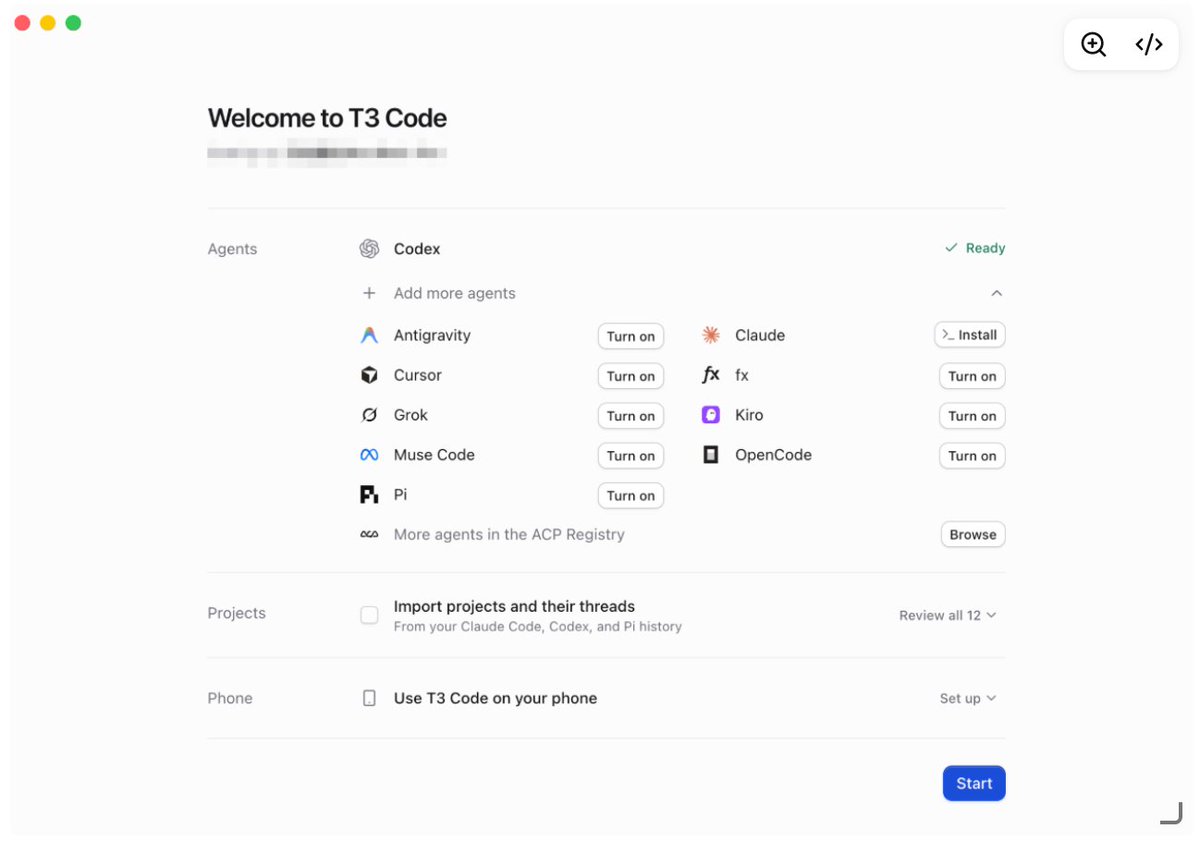 Welcome to T3 Code
Agents
Codex
Ready
Add more agents
Antigravity
Turn on
Claude
>_ Install
Cursor
Turn on
fx
fx
Turn on
Grok
Turn on
Kiro
Turn on
Muse Code
Turn on
OpenCode
Turn on
Pi
Turn on
More agents in the ACP Registry
Browse
Projects
Import projects and their threads
From your Claude Code, Codex, and Pi history
Review all 12
Phone
Use T3 Code on your phone
Set up
Start